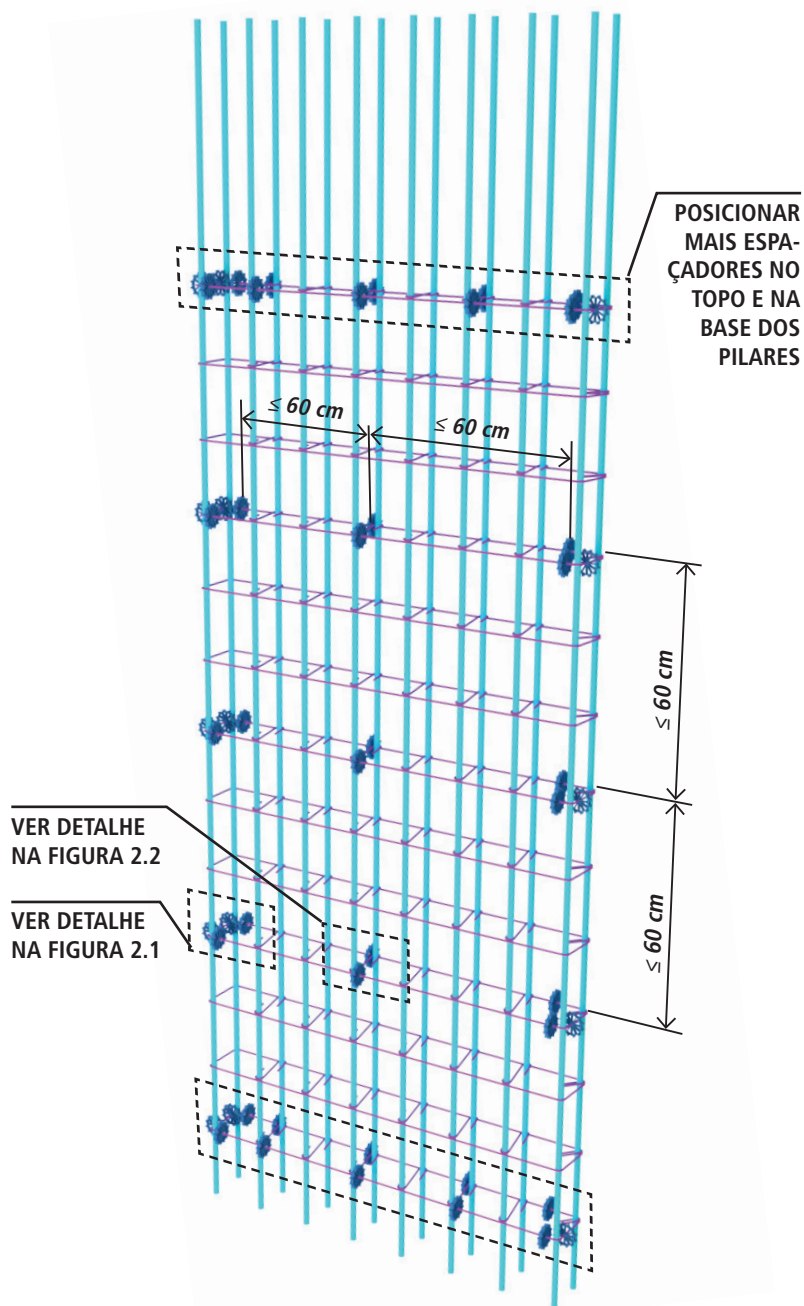 POSICIONAR
MAIS ESPA-
ÇADORES NO
TOPO E NA
BASE DOS
PILARES
≤ 60 cm
≤ 60 cm
≤ 60 cm
≤ 60 cm
VER DETALHE
NA FIGURA 2.2
VER DETALHE
NA FIGURA 2.1